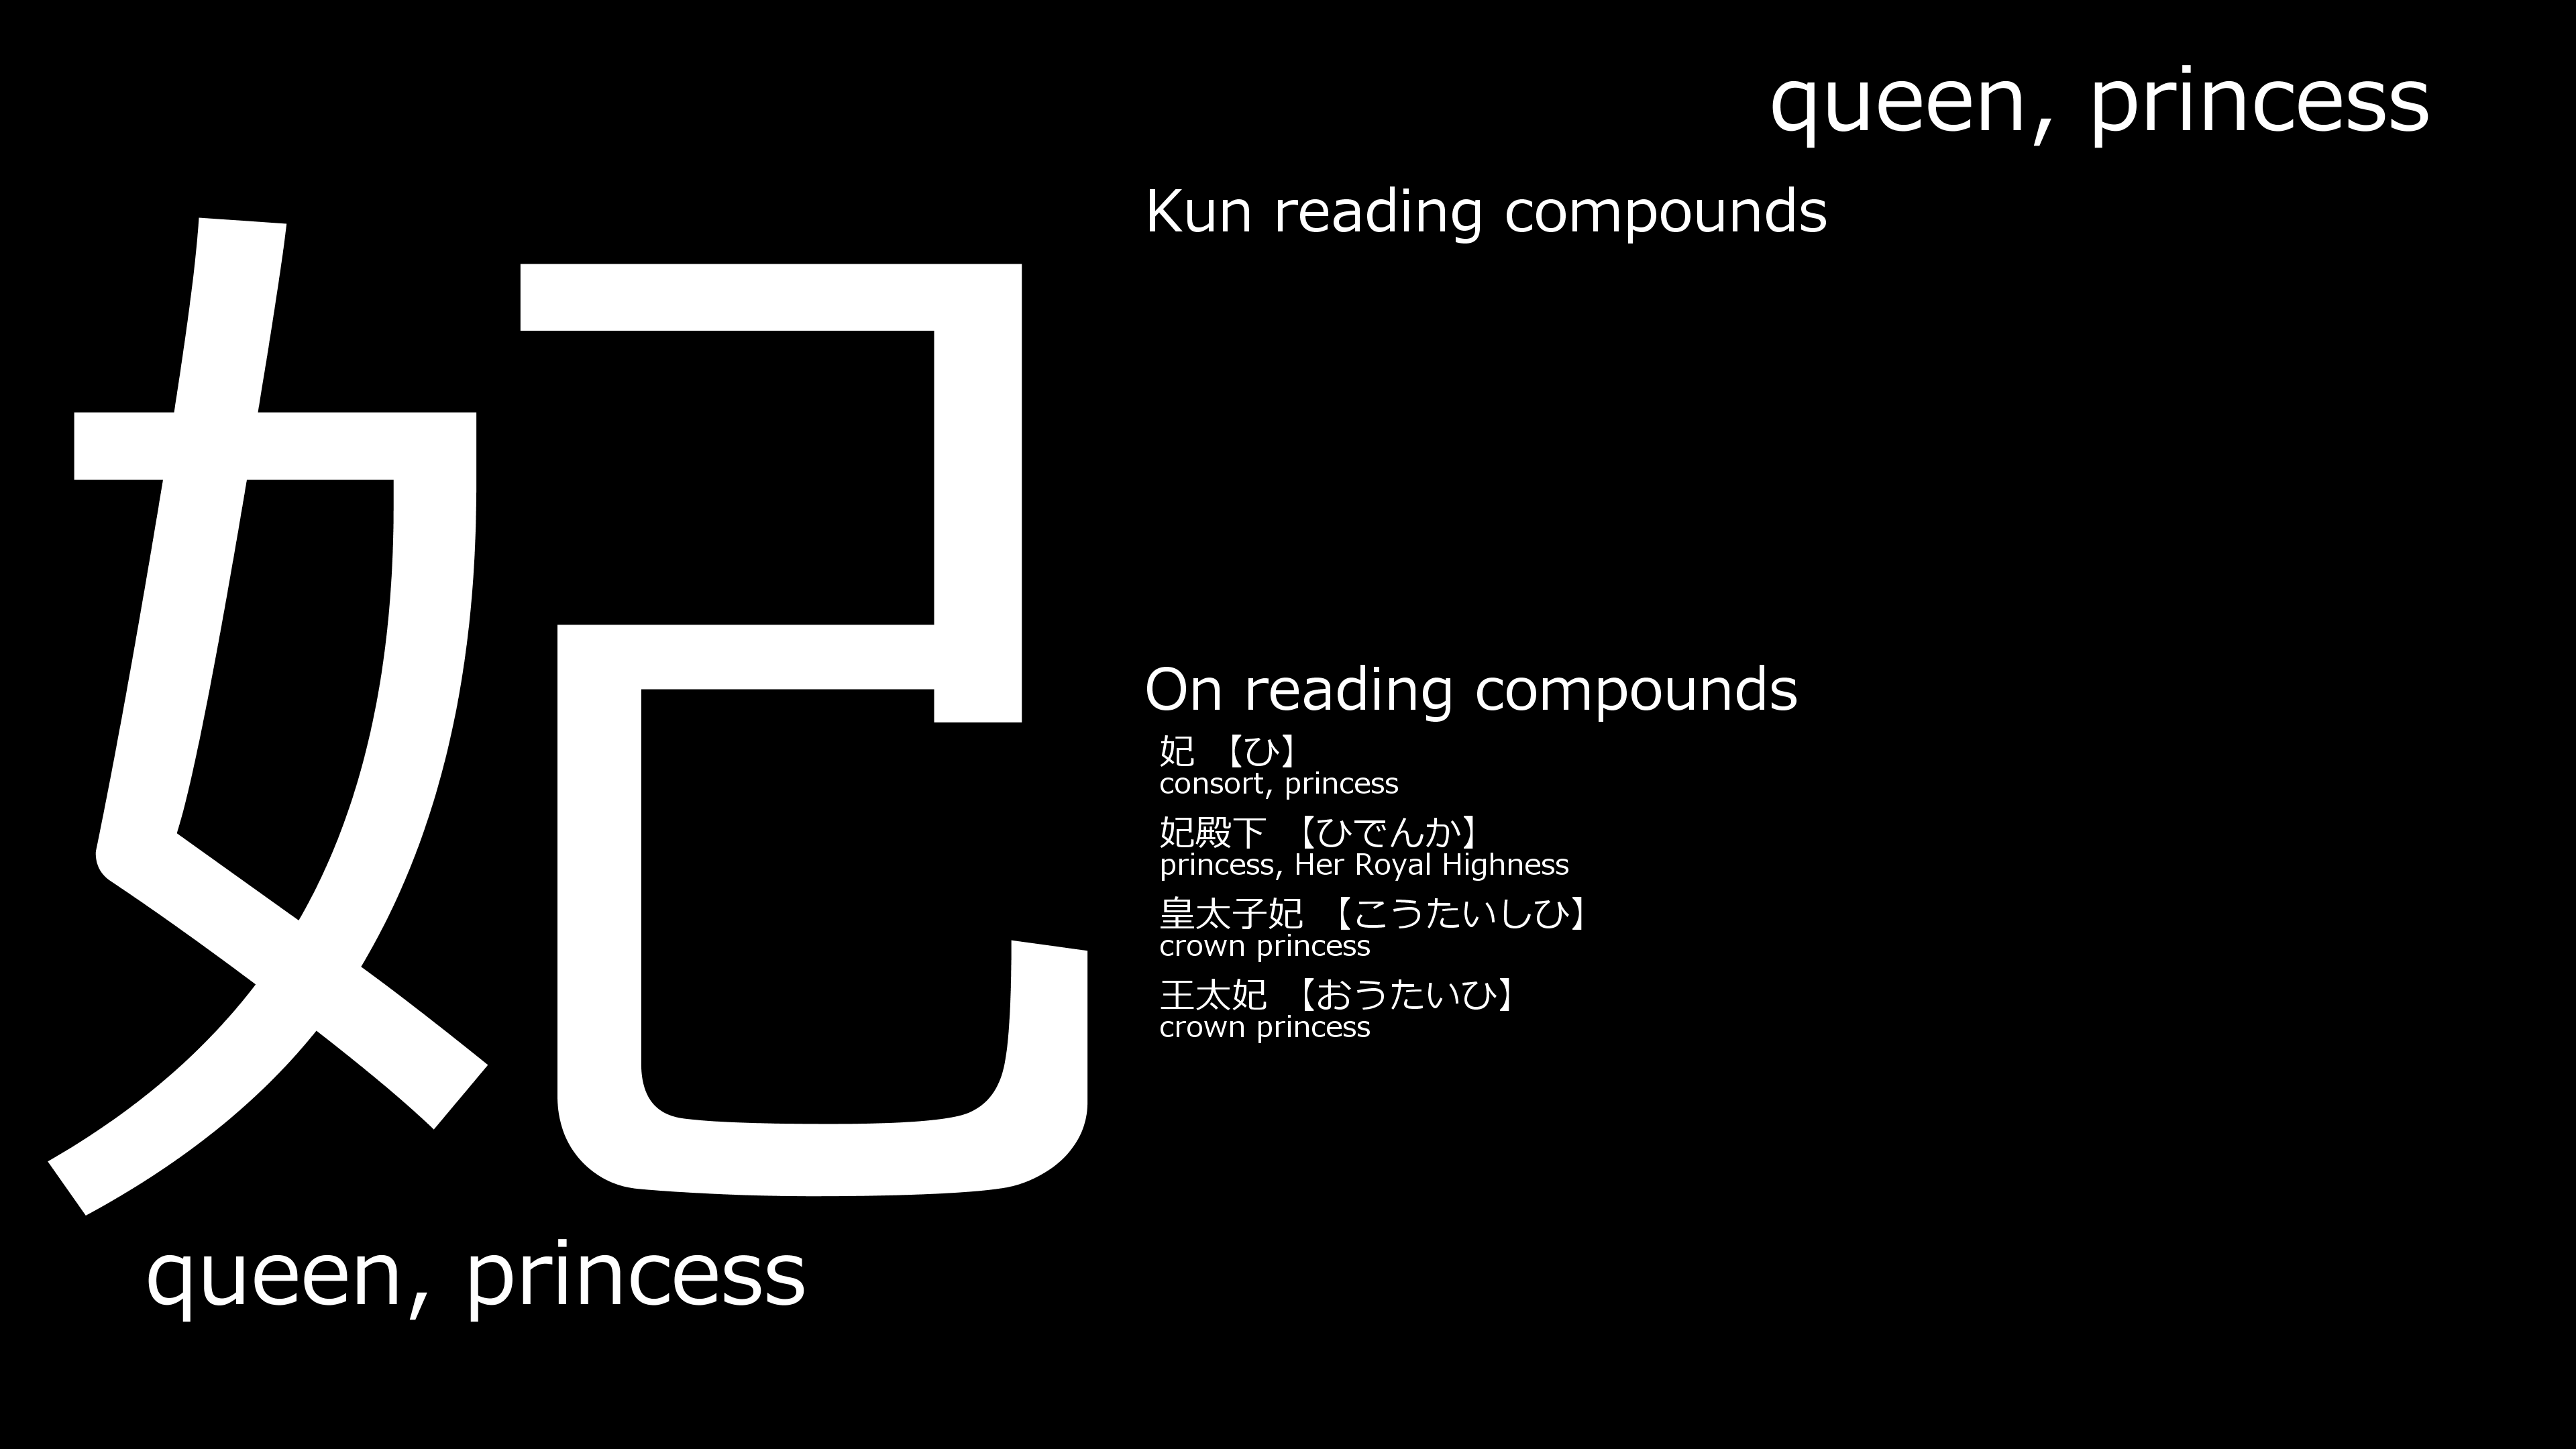 queen, princess
Kun reading compounds
妃
On reading compounds
妃 【ひ】
consort, princess
妃殿下 【ひでんか】
princess, Her Royal Highness
皇太子妃 【こうたいしひ】
crown princess
王太妃 【おうたいひ】
crown princess
queen, princess